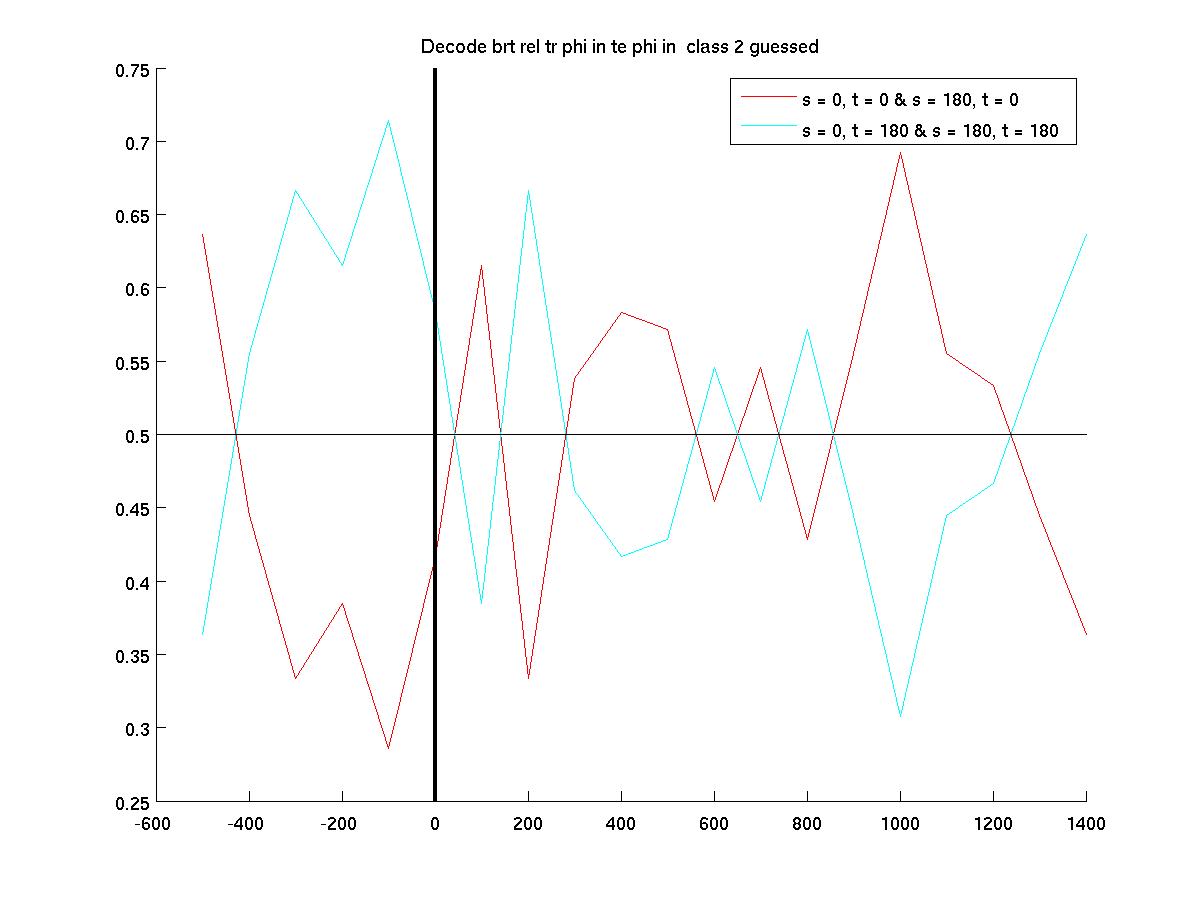 Decode brt rel tr phi in te phi in  class 2 guessed
s = 0, t = 0 & s = 180, t = 0
s = 0, t = 180 & s = 180, t = 180
0.75
0.7
0.65
0.6
0.55
0.5
0.45
0.4
0.35
0.3
0.25
-600 -400 -200 0 200 400 600 800 1000 1200 1400